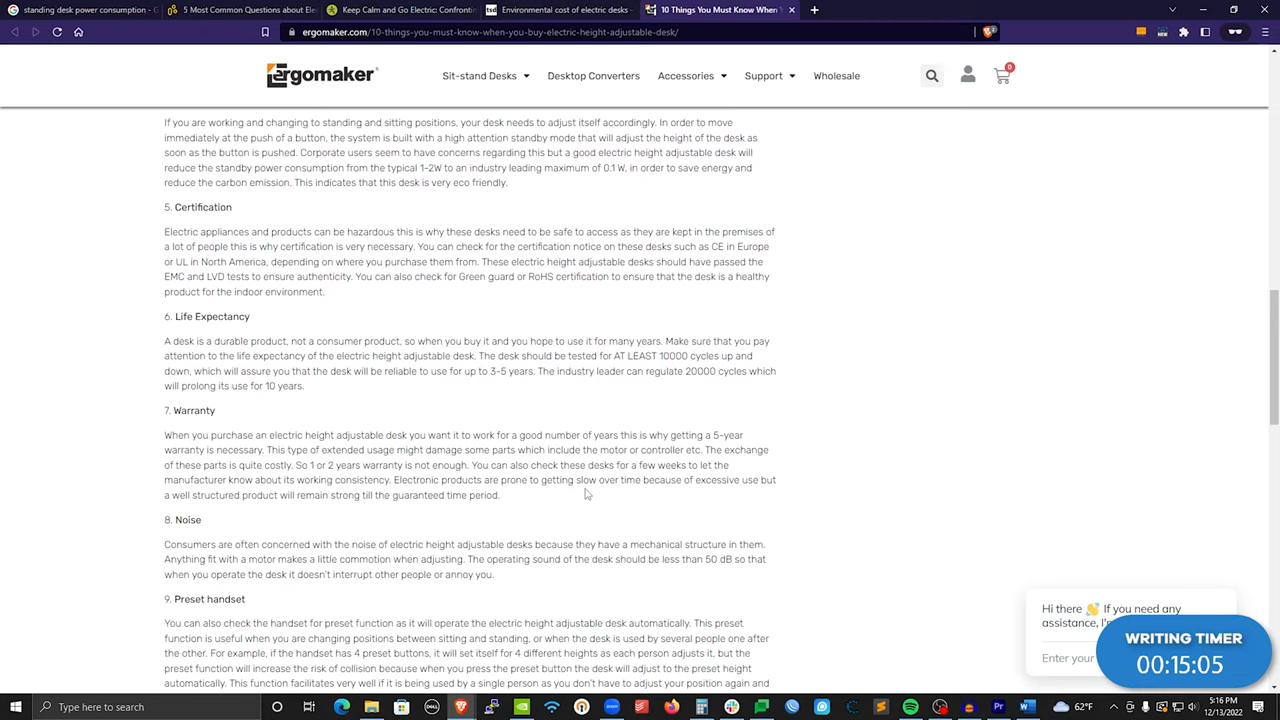 standing desk power consumption - G
5 Most Common Questions about Ele
Keep Calm and Go Electric: Confronti
Environmental cost of electric desks -
10 Things You Must Know When
ergomaker.com/10-things-you-must-know-when-you-buy-electric-height-adjustable-desk/
Ergomaker
Sit-stand Desks
Desktop Converters
Accessories
Support
Wholesale
0
If you are working and changing to standing and sitting positions, your desk needs to adjust itself accordingly. In order to move
immediately at the push of a button, the system is built with a high attention standby mode that will adjust the height of the desk as
soon as the button is pushed. Corporate users seem to have concerns regarding this but a good electric height adjustable desk will
reduce the standby power consumption from the typical 1-2W to an industry leading maximum of 0.1 W, in order to save energy and
reduce the carbon emission. This indicates that this desk is very eco friendly.
5. Certification
Electric appliances and products can be hazardous this is why these desks need to be safe to access as they are kept in the premises of
a lot of people this is why certification is very necessary. You can check for the certification notice on these desks such as CE in Europe
or UL in North America, depending on where you purchase them from. These electric height adjustable desks should have passed the
EMC and LVD tests to ensure authenticity. You can also check for Green guard or RoHS certification to ensure that the desk is a healthy
product for the indoor environment.
6. Life Expectancy
A desk is a durable product, not a consumer product, so when you buy it and you hope to use it for many years. Make sure that you pay
attention to the life expectancy of the electric height adjustable desk. The desk should be tested for AT LEAST 10000 cycles up and
down, which will assure you that the desk will be reliable to use for up to 3-5 years. The industry leader can regulate 20000 cycles which
will prolong its use for 10 years.
7. Warranty
When you purchase an electric height adjustable desk you want it to work for a good number of years this is why getting a 5-year
warranty is necessary. This type of extended usage might damage some parts which include the motor or controller etc. The exchange
of these parts is quite costly. So 1 or 2 years warranty is not enough. You can also check these desks for a few weeks to let the
manufacturer know about its working consistency. Electronic products are prone to getting slow over time because of excessive use but
a well structured product will remain strong till the guaranteed time period.
8. Noise
Consumers are often concerned with the noise of electric height adjustable desks because they have a mechanical structure in them.
Anything fit with a motor makes a little commotion when adjusting. The operating sound of the desk should be less than 50 dB so that
when you operate the desk it doesn't interrupt other people or annoy you.
9. Preset handset
You can also check the handset for preset function as it will operate the electric height adjustable desk automatically. This preset
function is useful when you are changing positions between sitting and standing, or when the desk is used by several people one after
the other. For example, if the handset has 4 preset buttons, it will set itself for 4 different heights as each person adjusts it, but the
preset function will increase the risk of collision because when you press the preset button the desk will adjust to the preset height
automatically. This function facilitates very well if it is being used by a single person as you don't have to adjust your position again and
Hi there 👋 If you need any
assistance, I'
Enter your
WRITING TIMER
00:15:05
Type here to search
62°F
5:16 PM
12/13/2022